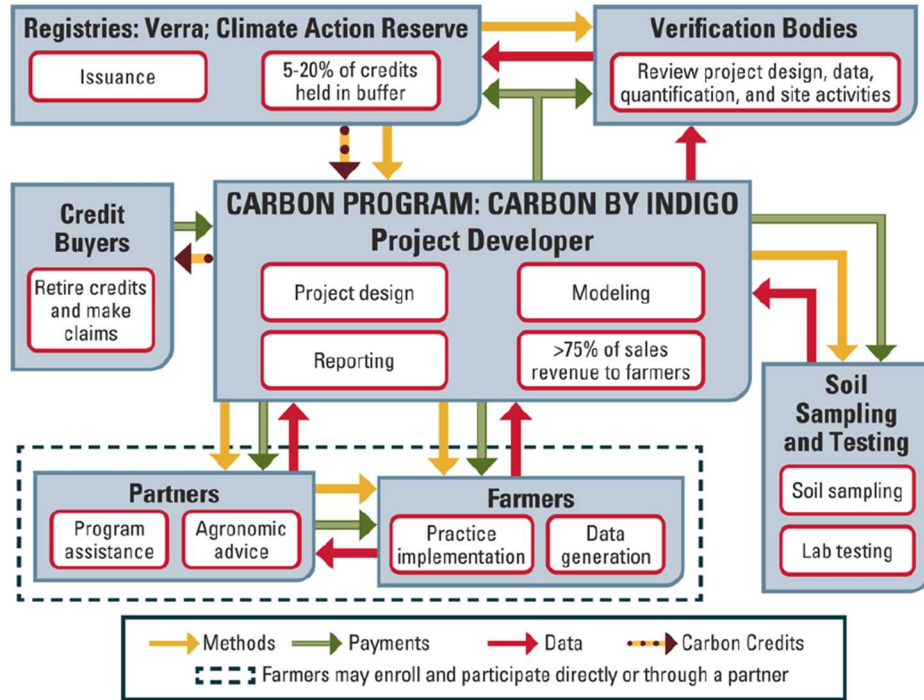 Registries: Verra; Climate Action Reserve
Issuance
5-20% of credits
held in buffer
Verification Bodies
Review project design, data,
quantification, and site activities
Credit
Buyers
Retire credits
and make
claims
CARBON PROGRAM: CARBON BY INDIGO
Project Developer
Project design
Modeling
Reporting
>75% of sales
revenue to farmers
Soil
Sampling
and Testing
Soil sampling
Lab testing
Partners
Program
assistance
Agronomic
advice
Farmers
Practice
implementation
Data
generation
Methods
Payments
Data
Carbon Credits
Farmers may enroll and participate directly or through a partner